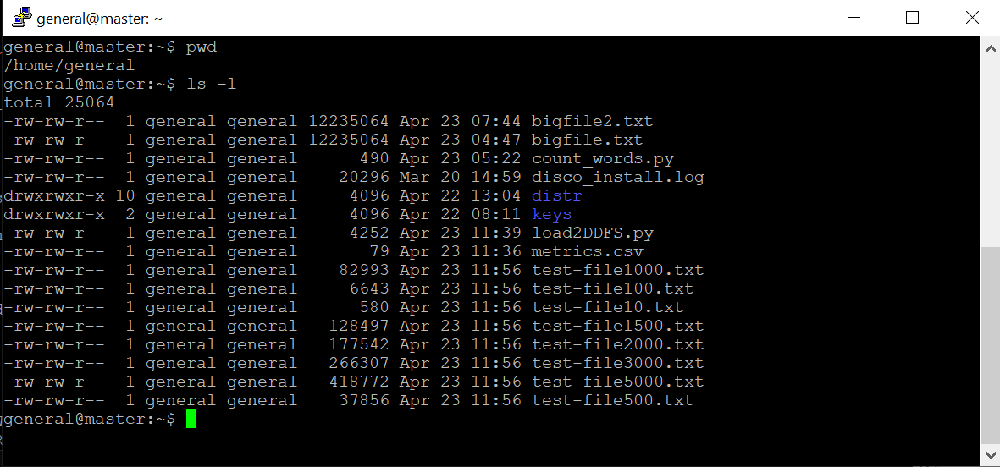 general@master: ~
general@master:~$ pwd
/home/general
general@master:~$ ls -l
total 25064
-rw-rw-r--  1 general general 12235064 Apr 23 07:44 bigfile2.txt
-rw-rw-r--  1 general general 12235064 Apr 23 04:47 bigfile.txt
-rw-rw-r--  1 general general      490 Apr 23 05:22 count_words.py
-rw-rw-r--  1 general general    20296 Mar 20 14:59 disco_install.log
drwxrwxr-x 10 general general     4096 Apr 22 13:04 distr
drwxrwxr-x  2 general general     4096 Apr 22 08:11 keys
-rw-rw-r--  1 general general     4252 Apr 23 11:39 load2DDFS.py
-rw-rw-r--  1 general general       79 Apr 23 11:36 metrics.csv
-rw-rw-r--  1 general general    82993 Apr 23 11:56 test-file1000.txt
-rw-rw-r--  1 general general     6643 Apr 23 11:56 test-file100.txt
-rw-rw-r--  1 general general      580 Apr 23 11:56 test-file10.txt
-rw-rw-r--  1 general general   128497 Apr 23 11:56 test-file1500.txt
-rw-rw-r--  1 general general   177542 Apr 23 11:56 test-file2000.txt
-rw-rw-r--  1 general general   266307 Apr 23 11:56 test-file3000.txt
-rw-rw-r--  1 general general   418772 Apr 23 11:56 test-file5000.txt
-rw-rw-r--  1 general general    37856 Apr 23 11:56 test-file500.txt
general@master:~$